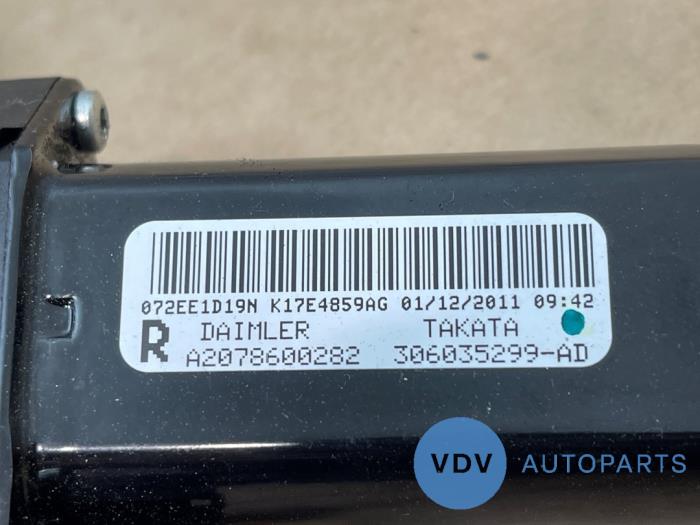 072EE1D19N K17E4859AG 01/12/2011 09:42
R DAIMLER TAKATA
A2078600282 306035299-AD
VDV AUTOPARTS